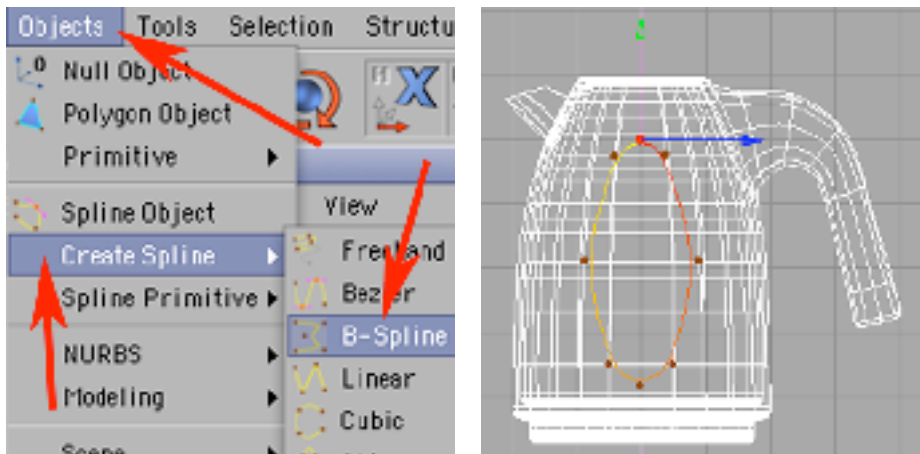 Objects Tools Selection Structu
Null Object
Polygon Object
Primitive
Spline Object
View
Create Spline
Freehand
Spline Primitive
Bezier
B-Spline
NURBS
Linear
Modeling
Cubic
Scene